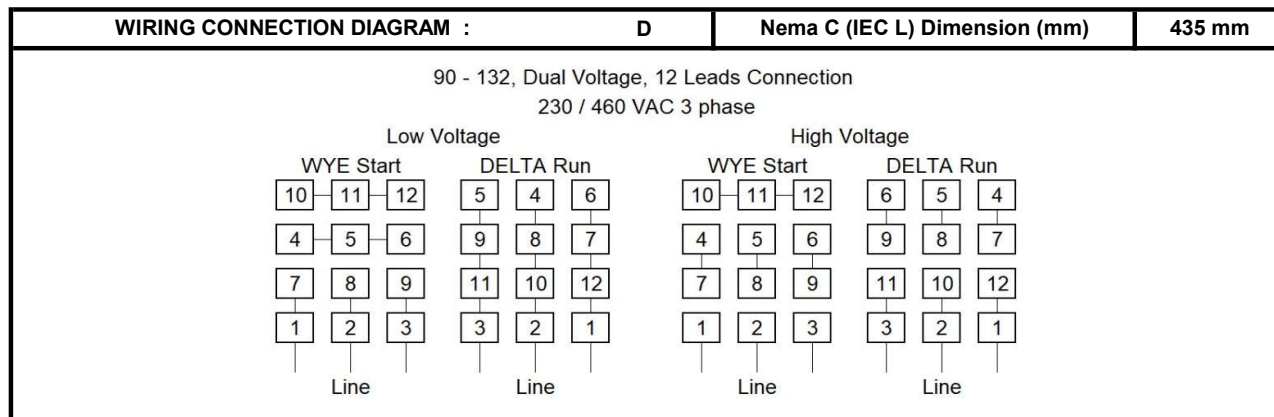 WIRING CONNECTION DIAGRAM : D Nema C (IEC L) Dimension (mm) 435 mm
90 - 132, Dual Voltage, 12 Leads Connection
230 / 460 VAC 3 phase
Low Voltage High Voltage
WYE Start DELTA Run WYE Start DELTA Run
10 11 12 5 4 6 10 11 12 6 5 4
4 5 6 9 8 7 4 5 6 9 8 7
7 8 9 11 10 12 7 8 9 11 10 12
1 2 3 3 2 1 1 2 3 3 2 1
Line Line Line Line